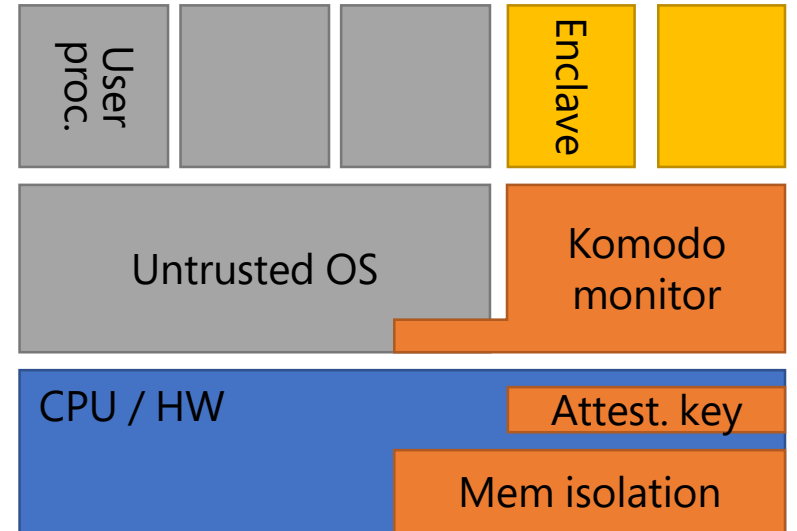 User
proc.
Enclave
Untrusted OS
Komodo
monitor
CPU / HW
Attest. key
Mem isolation